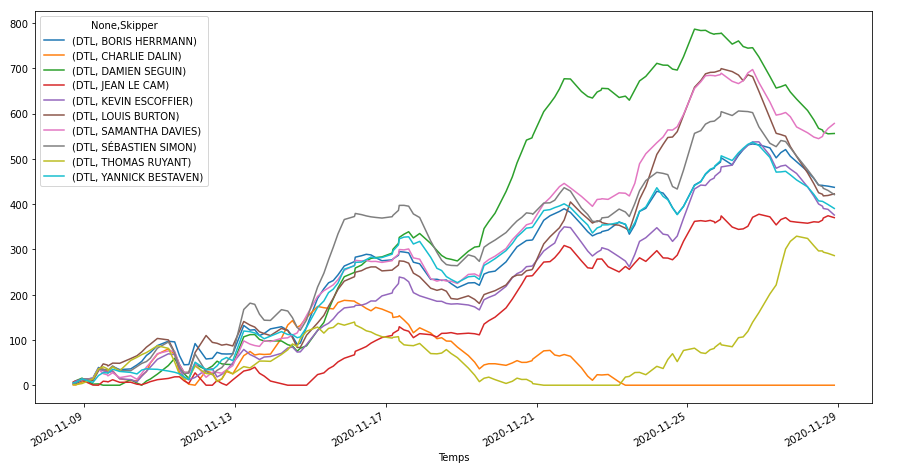 None,Skipper
(DTL, BORIS HERRMANN)
(DTL, CHARLIE DALIN)
(DTL, DAMIEN SEGUIN)
(DTL, JEAN LE CAM)
(DTL, KEVIN ESCOFFIER)
(DTL, LOUIS BURTON)
(DTL, SAMANTHA DAVIES)
(DTL, SÉBASTIEN SIMON)
(DTL, THOMAS RUYANT)
(DTL, YANNICK BESTAVEN)
800
700
600
500
400
300
200
100
0
2020-11-09
2020-11-13
2020-11-17
2020-11-21
2020-11-25
2020-11-29
Temps